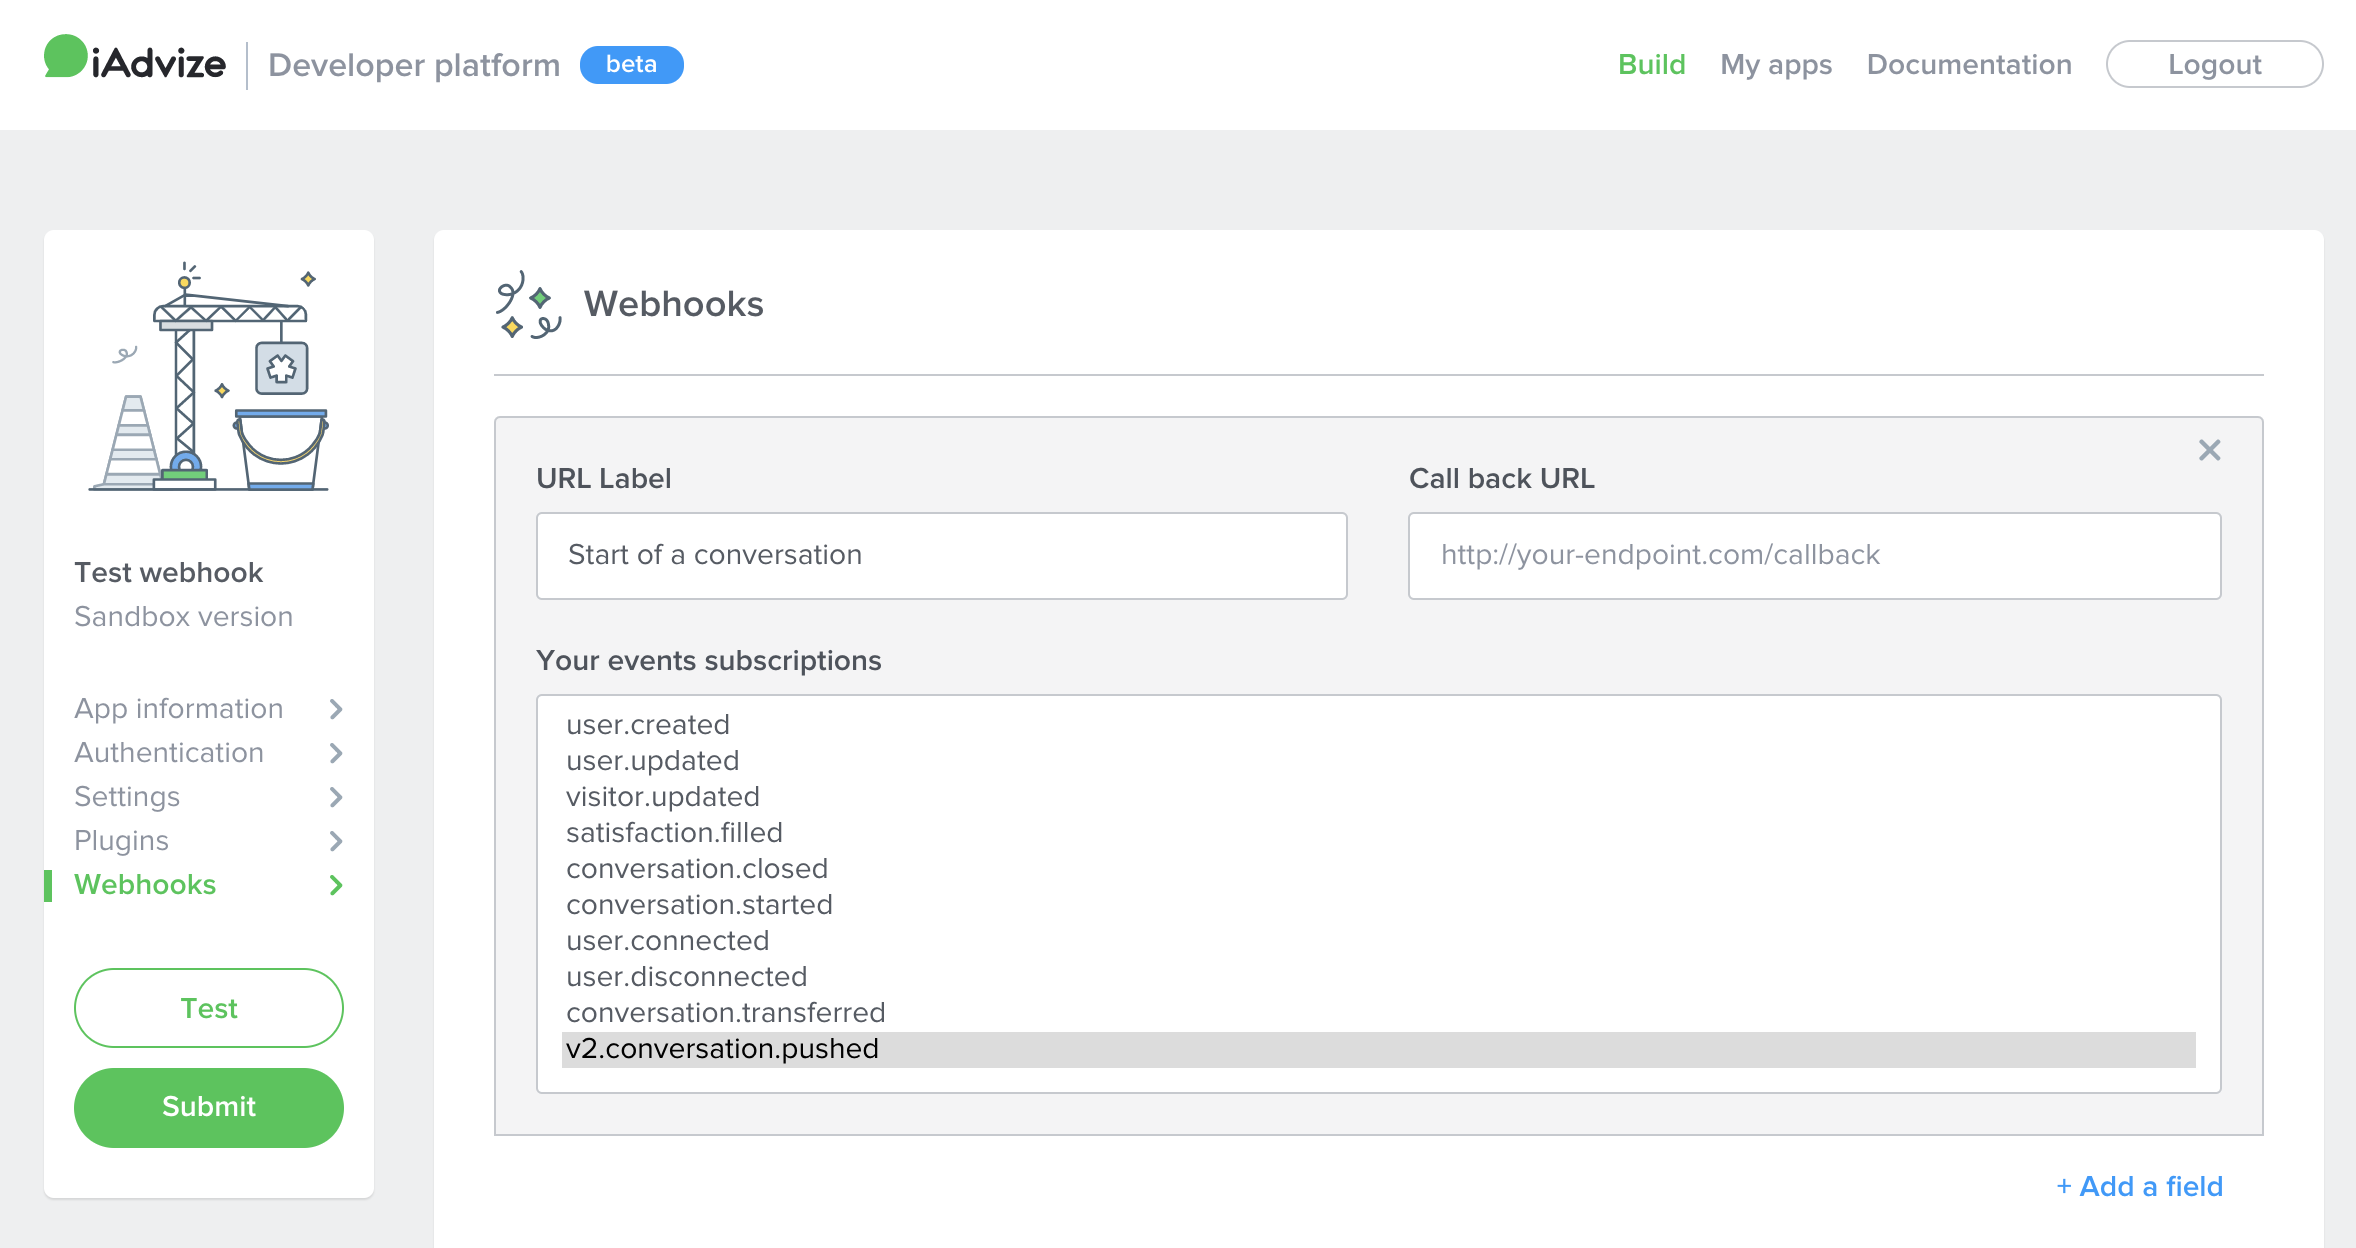 iAdvize
Developer platform
beta
Build
My apps
Documentation
Logout
Test webhook
Sandbox version
App information
Authentication
Settings
Plugins
Webhooks
Test
Submit
Webhooks
URL Label
Call back URL
Start of a conversation
http://your-endpoint.com/callback
Your events subscriptions
user.created
user.updated
visitor.updated
satisfaction.filled
conversation.closed
conversation.started
user.connected
user.disconnected
conversation.transferred
v2.conversation.pushed
+ Add a field